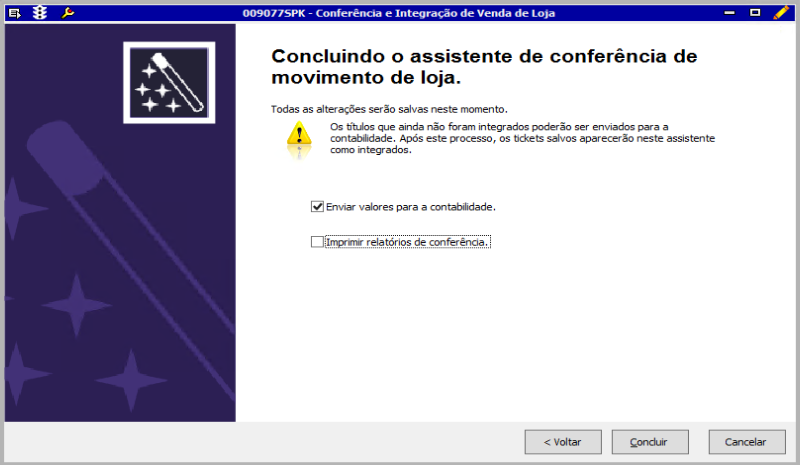 009077SPK - Conferência e Integração de Venda de Loja
Concluindo o assistente de conferência de
movimento de loja.
Todas as alterações serão salvas neste momento.
Os títulos que ainda não foram integrados poderão ser enviados para a
contabilidade. Após este processo, os tickets salvos aparecerão neste assistente
como integrados.
Enviar valores para a contabilidade.
Imprimir relatórios de conferência.
< Voltar
Concluir
Cancelar